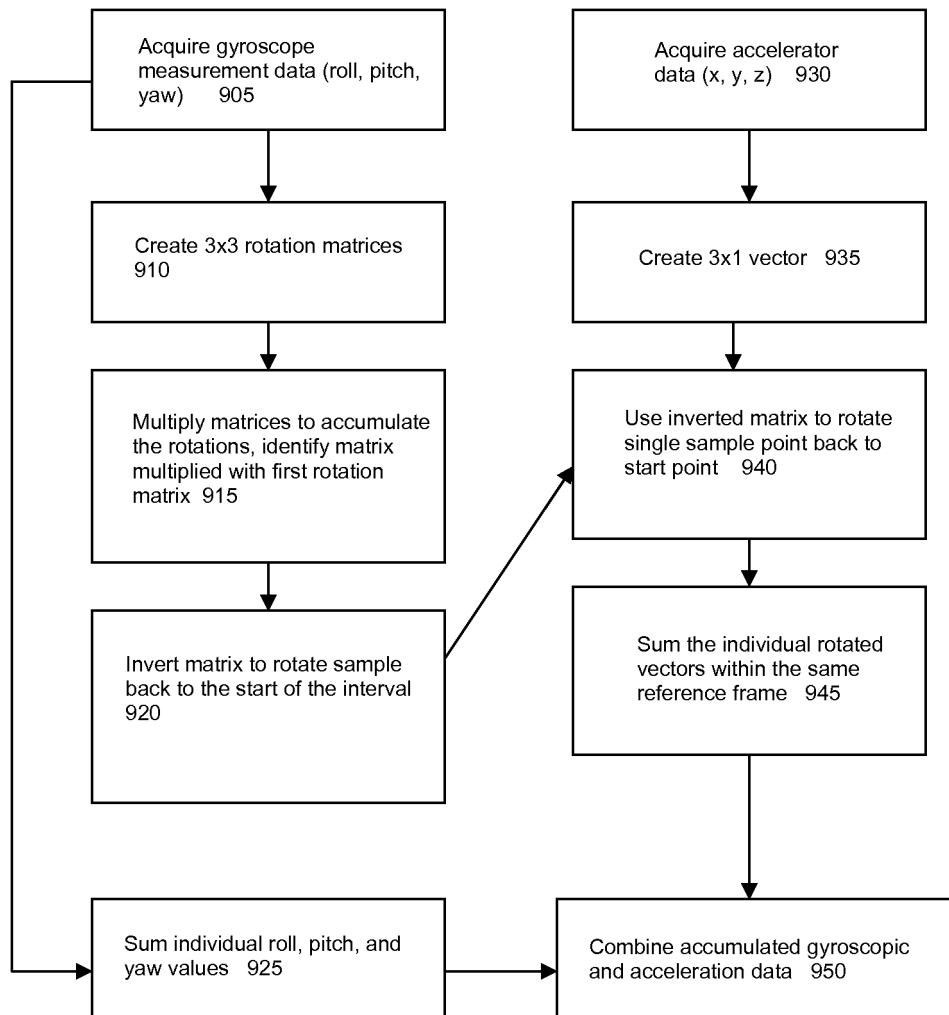 Acquire gyroscope
measurement data (roll, pitch,
yaw) 905
Create 3x3 rotation matrices
910
Multiply matrices to accumulate
the rotations, identify matrix
multiplied with first rotation
matrix 915
Invert matrix to rotate sample
back to the start of the interval
920
Sum individual roll, pitch, and
yaw values 925
Acquire accelerator
data (x, y, z) 930
Create 3x1 vector 935
Use inverted matrix to rotate
single sample point back to
start point 940
Sum the individual rotated
vectors within the same
reference frame 945
Combine accumulated gyroscopic
and acceleration data 950